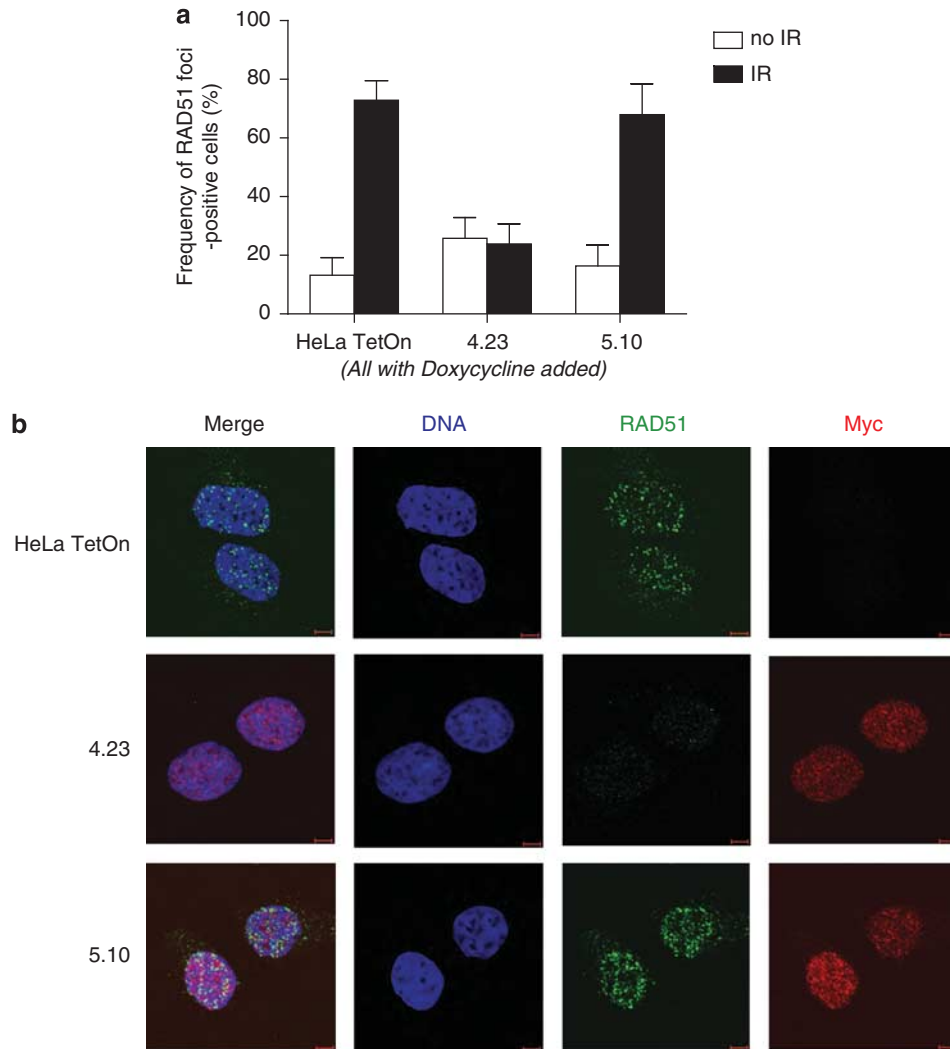 a
100
80
60
40
20
0
Frequency of RAD51 foci
-positive cells (%)
no IR
IR
HeLa TetOn 4.23 5.10
(All with Doxycycline added)
b
Merge DNA RAD51 Myc
HeLa TetOn
4.23
5.10